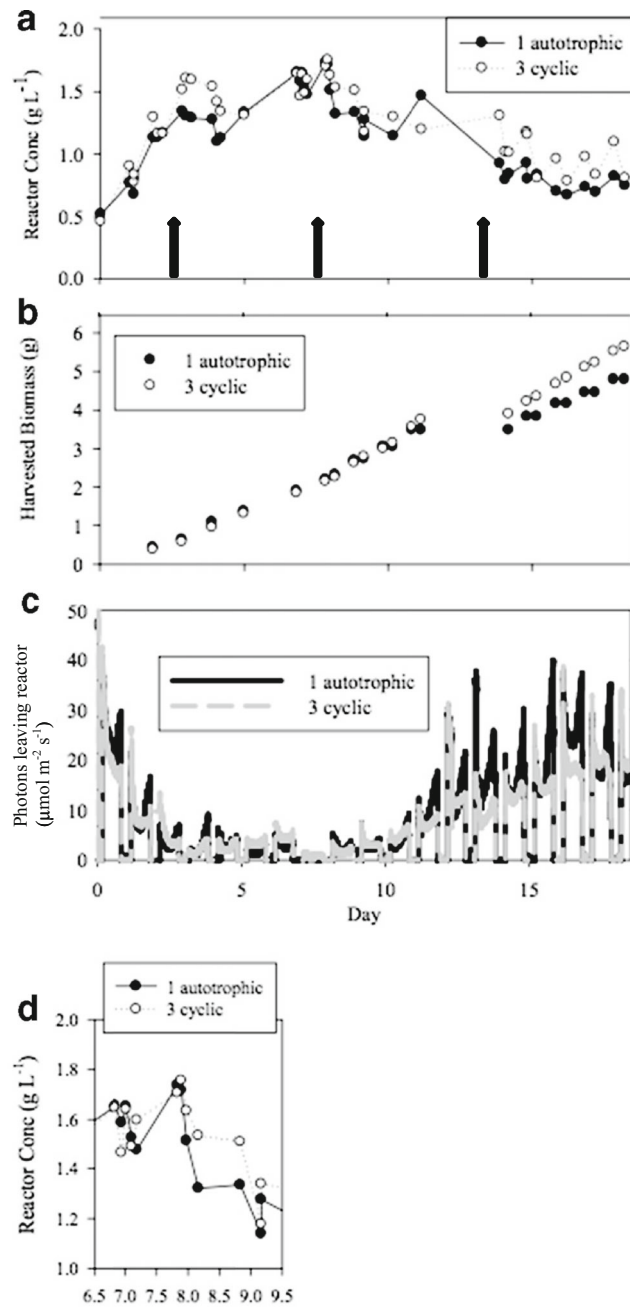 a
1 autotrophic
3 cyclic
Reactor Conc (g L⁻¹)
2.0
1.5
1.0
0.5
0.0
b
1 autotrophic
3 cyclic
Harvested Biomass (g)
6
5
4
3
2
1
0
c
1 autotrophic
3 cyclic
Photons leaving reactor
(µmol m⁻² s⁻¹)
50
40
30
20
10
0
0 5 10 15
Day
d
1 autotrophic
3 cyclic
Reactor Conc (g L⁻¹)
2.0
1.8
1.6
1.4
1.2
1.0
6.5 7.0 7.5 8.0 8.5 9.0 9.5